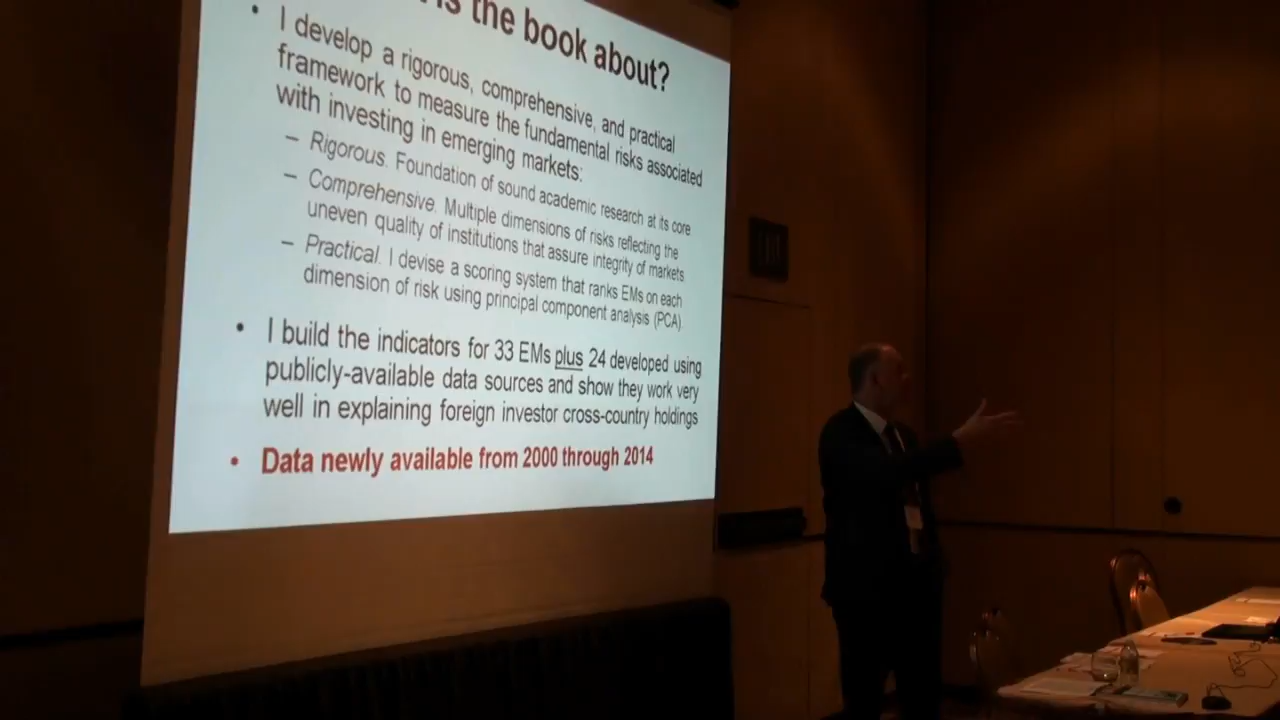 is the book about?
• I develop a rigorous, comprehensive, and practical
framework to measure the fundamental risks associated
with investing in emerging markets:
– Rigorous. Foundation of sound academic research at its core
– Comprehensive. Multiple dimensions of risks reflecting the
uneven quality of institutions that assure integrity of markets
– Practical. I devise a scoring system that ranks EMs on each
dimension of risk using principal component analysis (PCA).
• I build the indicators for 33 EMs plus 24 developed using
publicly-available data sources and show they work very
well in explaining foreign investor cross-country holdings
• Data newly available from 2000 through 2014